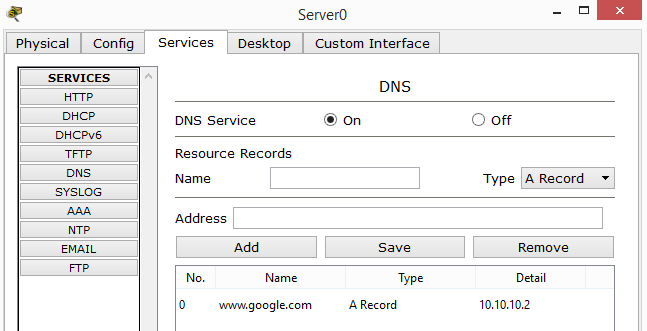 Server0
Physical Config Services Desktop Custom Interface
SERVICES
HTTP
DHCP
DHCPv6
TFTP
DNS
SYSLOG
AAA
NTP
EMAIL
FTP
DNS
DNS Service On Off
Resource Records
Name Type A Record
Address
Add Save Remove
No. Name Type Detail
0 www.google.com A Record 10.10.10.2